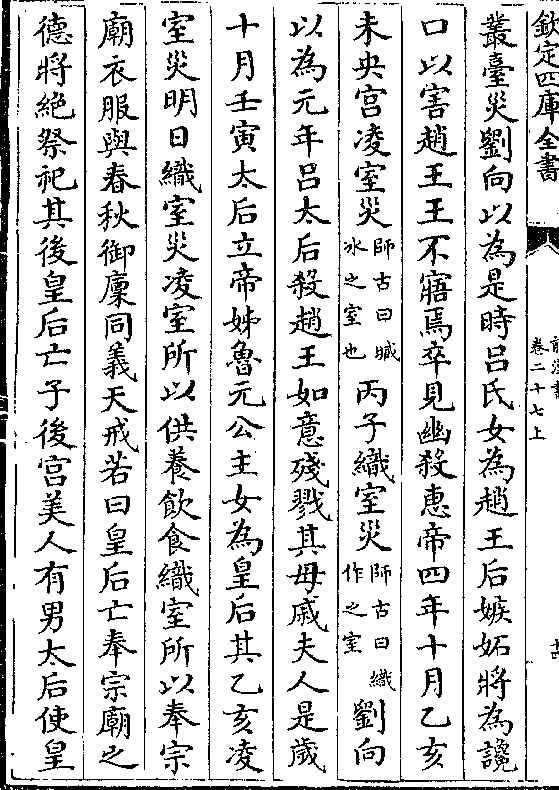 欽定四庫全書
卷二十七上
叢臺災劉向以為是時呂氏女為趙王后嫉妬將為讒
口以害趙王王不寤焉卒見幽殺惠帝四年十月乙亥
未央宫凌室災師古曰臧氷之室也丙子織室災師古曰織作之室劉向
以為元年呂太后殺趙王如意殘戮其母戚夫人是歲
十月壬寅太后立帝姊魯元公主女為皇后其乙亥凌
室災明日織室災凌室所以供養飲食織室所以奉宗
廟衣服與春秋御廩同義天戒若曰皇后亡奉宗廟之
德將絶祭祀其後皇后亡子後宫美人有男太后使皇